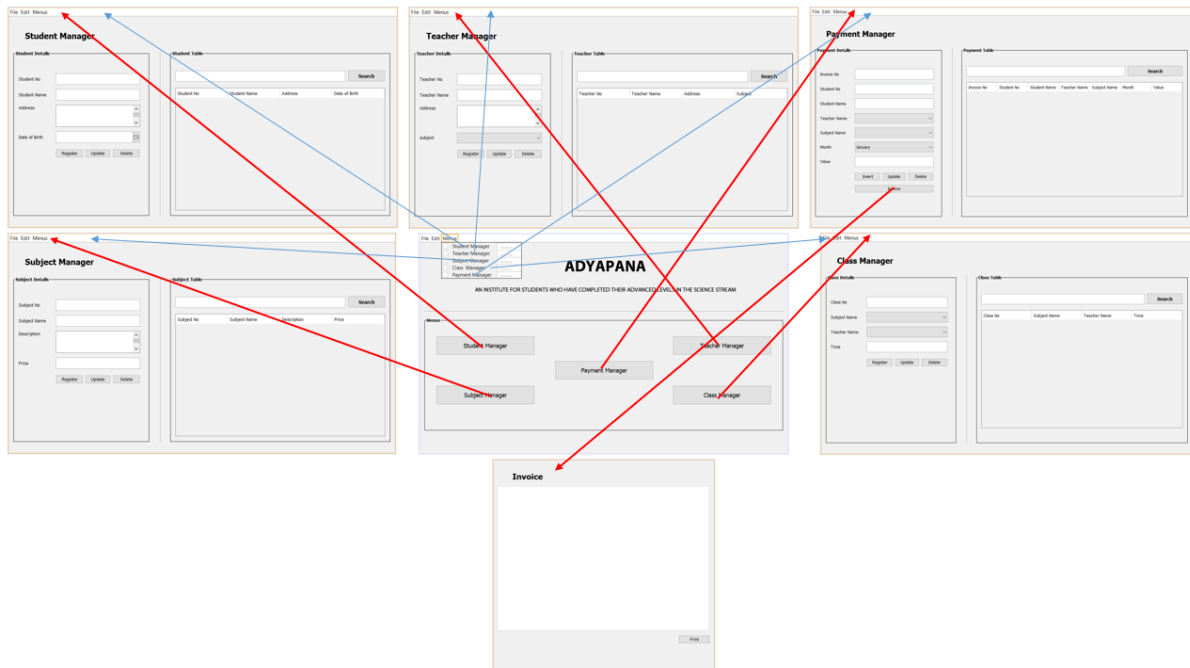 File Edit Menus
Student Manager
Student Details
Student No
Student Name
Address
Date of Birth
Register Update Delete
Student Table
Search
Student No Student Name Address Date of Birth
File Edit Menus
Teacher Manager
Teacher Details
Teacher No
Teacher Name
Address
subject
Register Update Delete
Teacher Table
Search
Teacher No Teacher Name Address Subject
File Edit Menus
Payment Manager
Payment Details
Invoice No
Student No
Student Name
Teacher Name
Subject Name
Month January
Value
Insert Update Delete
Invoice
Payment Table
Search
Invoice No Student No Student Name Teacher Name Subject Name Month Value
File Edit Menus
Subject Manager
Subject Details
Subject No
Subject Name
Description
Price
Register Update Delete
Subject Table
Search
Subject No Subject Name Description Price
File Edit Menus
Student Manager
Teacher Manager
Subject Manager
Class Manager
Payment Manager
ADYAPANA
AN INSTITUTE FOR STUDENTS WHO HAVE COMPLETED THEIR ADVANCED LEVELS IN THE SCIENCE STREAM
Menus
Student Manager
Teacher Manager
Payment Manager
Subject Manager
Class Manager
File Edit Menus
Class Manager
Class Details
Class No
Subject Name
Teacher Name
Time
Register Update Delete
Class Table
Search
Class No Subject Name Teacher Name Time
Invoice
Print